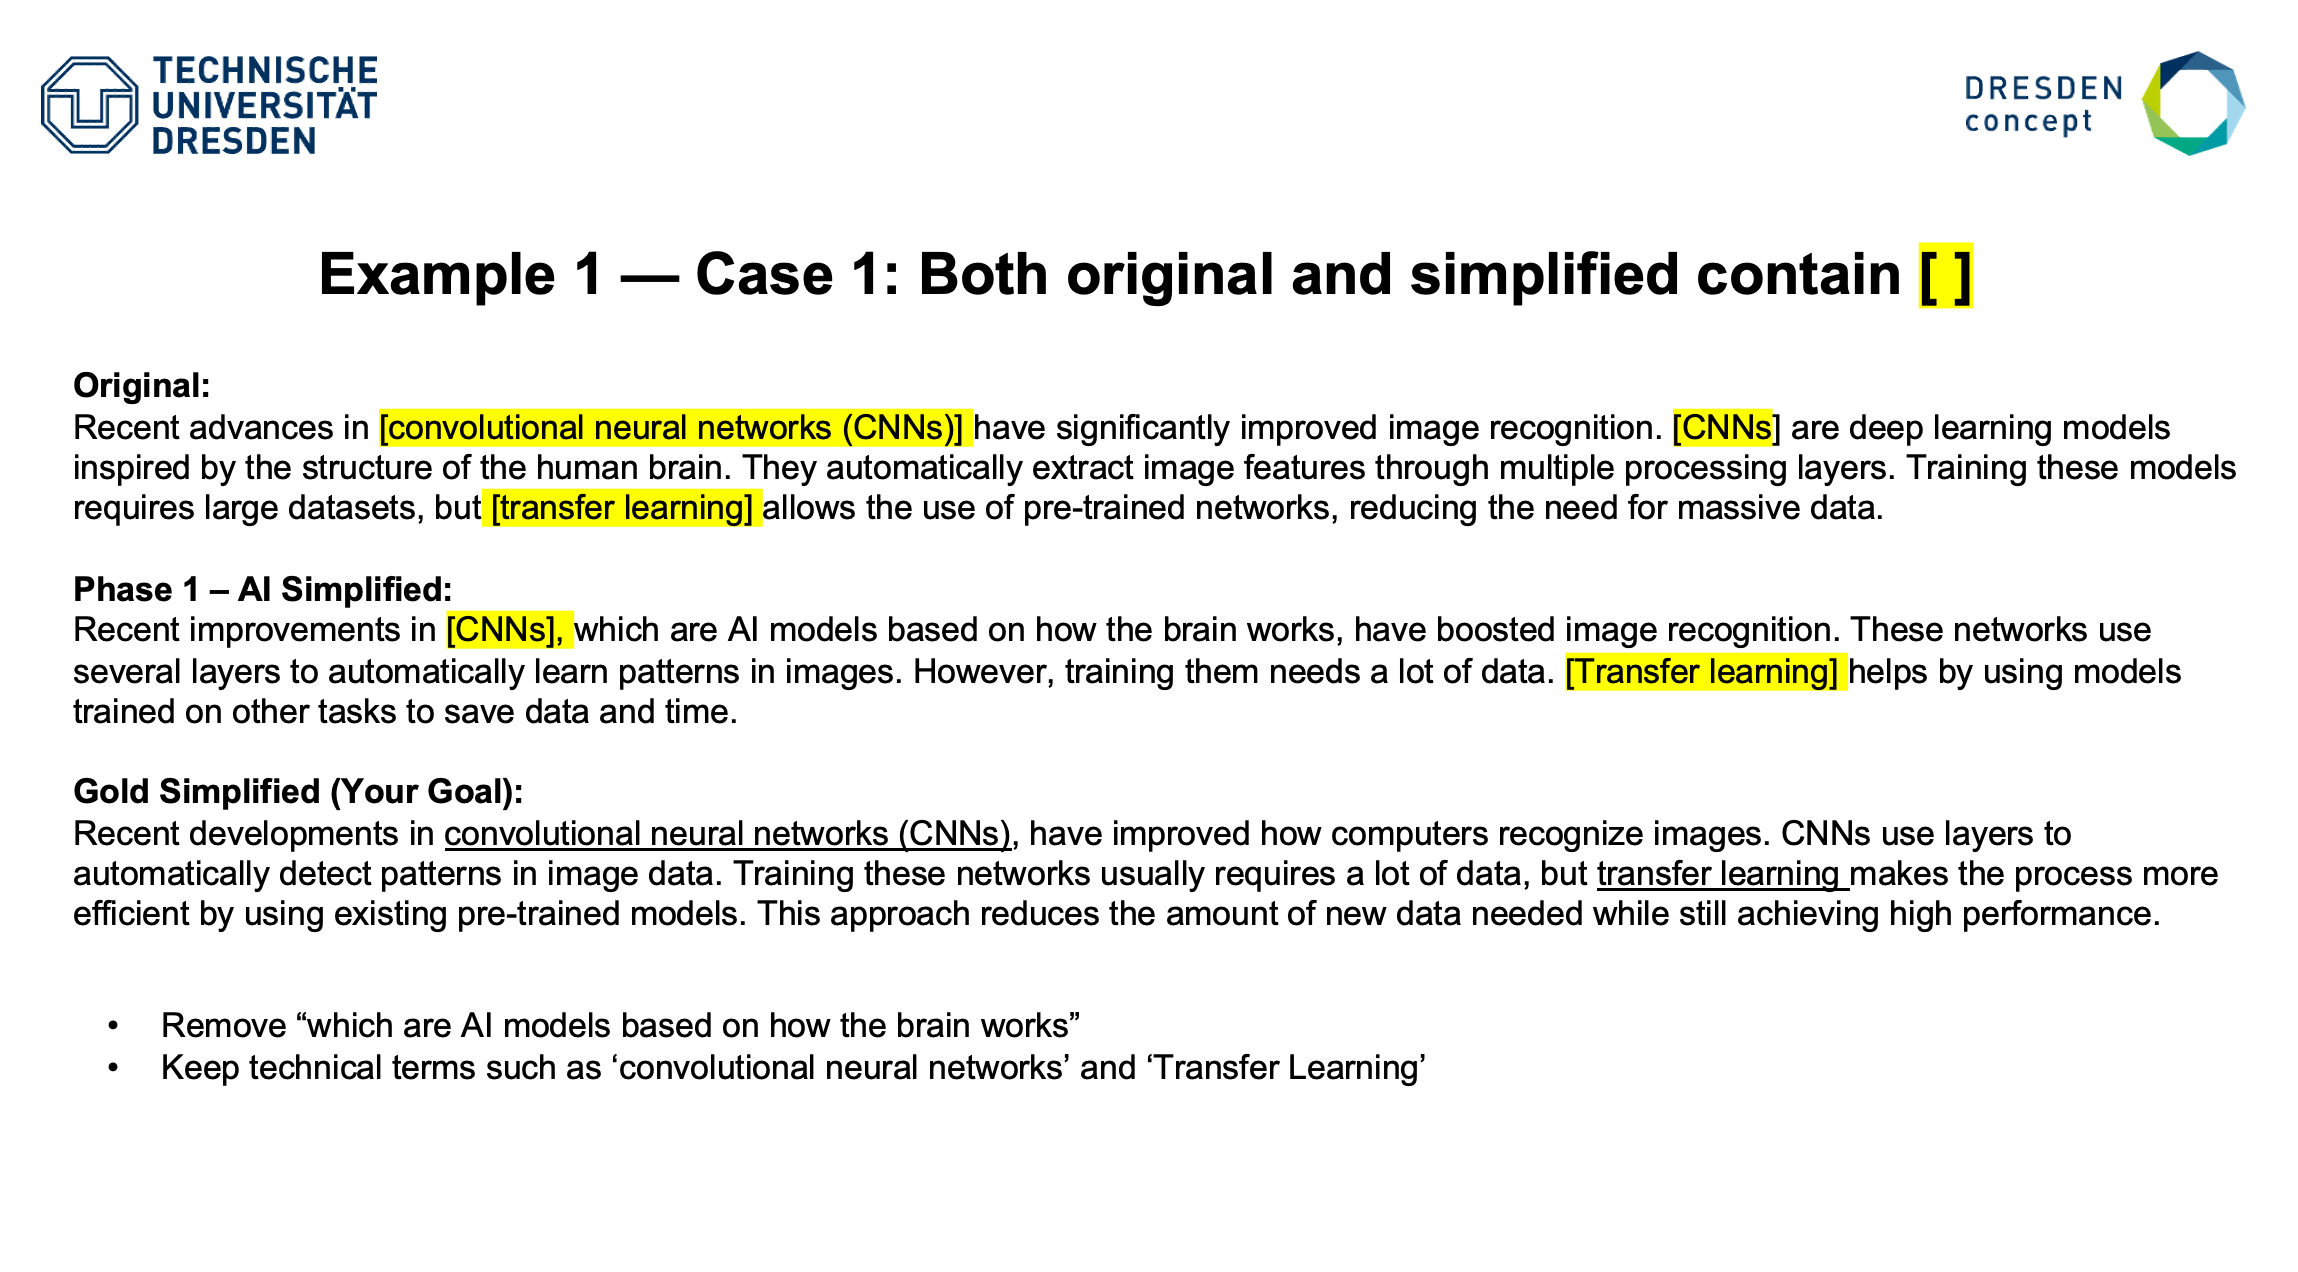 TECHNISCHE
UNIVERSITÄT
DRESDEN
DRESDEN
concept
Example 1 — Case 1: Both original and simplified contain [ ]
Original:
Recent advances in [convolutional neural networks (CNNs)] have significantly improved image recognition. [CNNs] are deep learning models
inspired by the structure of the human brain. They automatically extract image features through multiple processing layers. Training these models
requires large datasets, but [transfer learning] allows the use of pre-trained networks, reducing the need for massive data.
Phase 1 – AI Simplified:
Recent improvements in [CNNs], which are AI models based on how the brain works, have boosted image recognition. These networks use
several layers to automatically learn patterns in images. However, training them needs a lot of data. [Transfer learning] helps by using models
trained on other tasks to save data and time.
Gold Simplified (Your Goal):
Recent developments in convolutional neural networks (CNNs), have improved how computers recognize images. CNNs use layers to
automatically detect patterns in image data. Training these networks usually requires a lot of data, but transfer learning makes the process more
efficient by using existing pre-trained models. This approach reduces the amount of new data needed while still achieving high performance.
• Remove “which are AI models based on how the brain works”
• Keep technical terms such as ‘convolutional neural networks’ and ‘Transfer Learning’